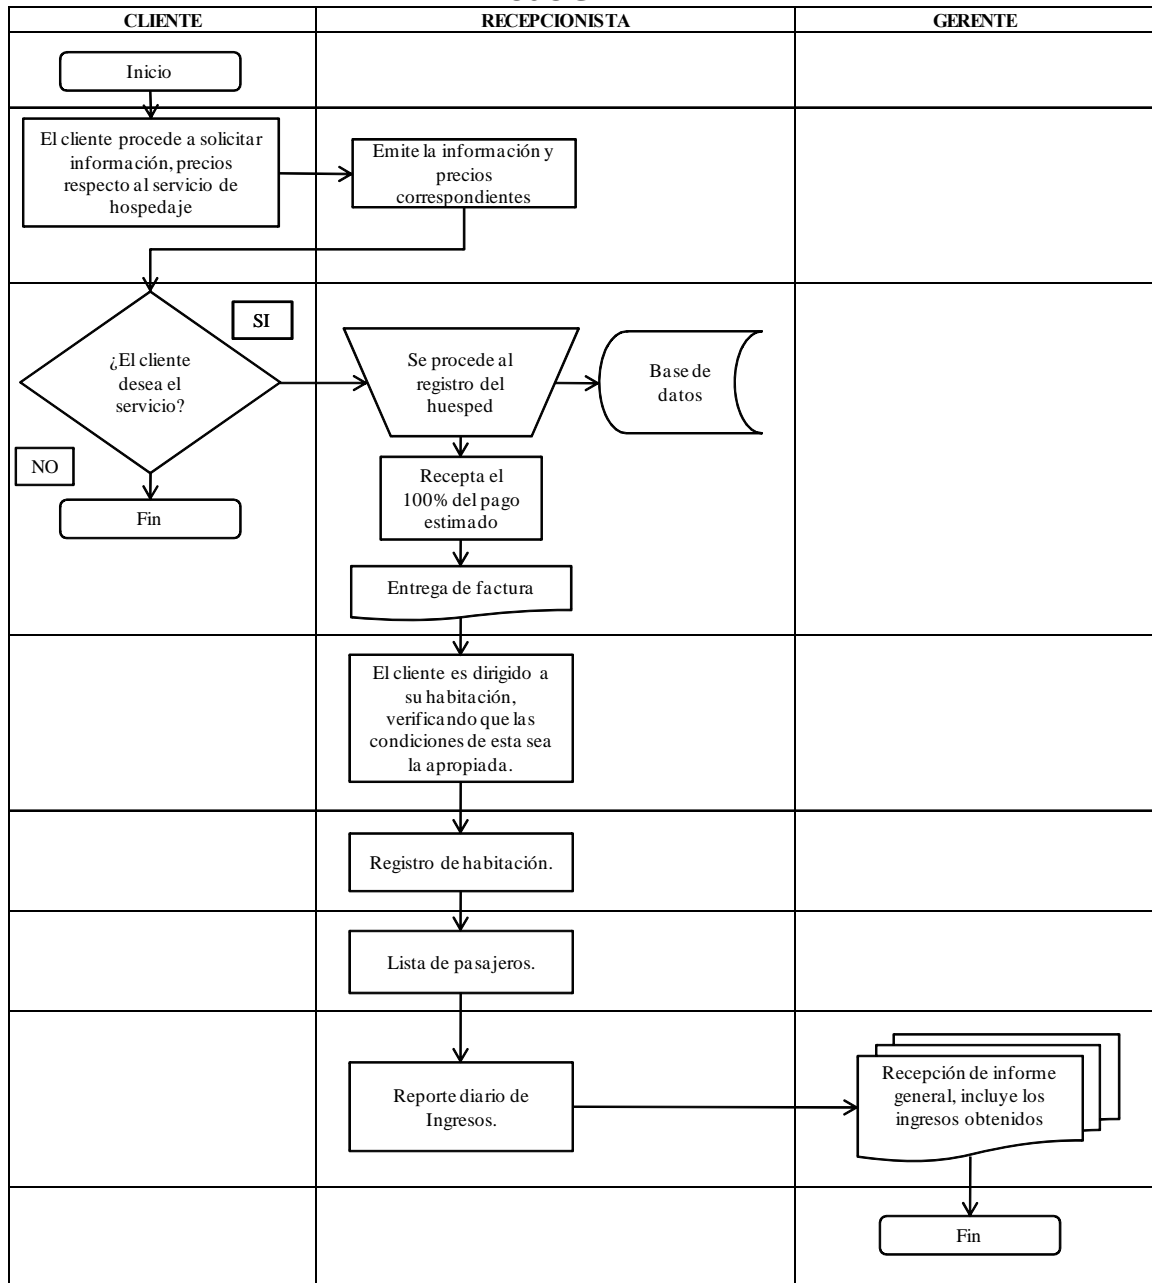 CLIENTE
RECEPCIONISTA
GERENTE
Inicio
El cliente procede a solicitar
información, precios
respecto al servicio de
hospedaje
Emite la información y
precios
correspondientes
SI
¿El cliente
desea el
servicio?
NO
Fin
Se procede al
registro del
huesped
Base de
datos
Recepta el
100% del pago
estimado
Entrega de factura
El cliente es dirigido a
su habitación,
verificando que las
condiciones de esta sea
la apropiada.
Registro de habitación.
Lista de pasajeros.
Reporte diario de
Ingresos.
Recepción de informe
general, incluye los
ingresos obtenidos
Fin